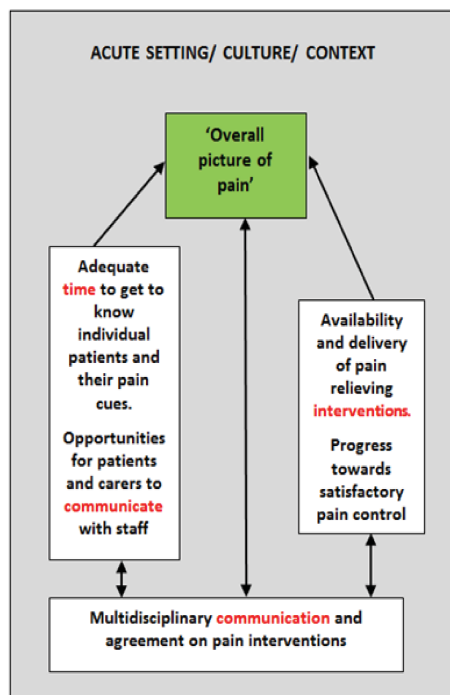 ACUTE SETTING/ CULTURE/ CONTEXT
‘Overall
picture of
pain’
Adequate
time to get to
know
individual
patients and
their pain
cues.
Opportunities
for patients
and carers to
communicate
with staff
Availability
and delivery
of pain
relieving
interventions.
Progress
towards
satisfactory
pain control
Multidisciplinary communication and
agreement on pain interventions